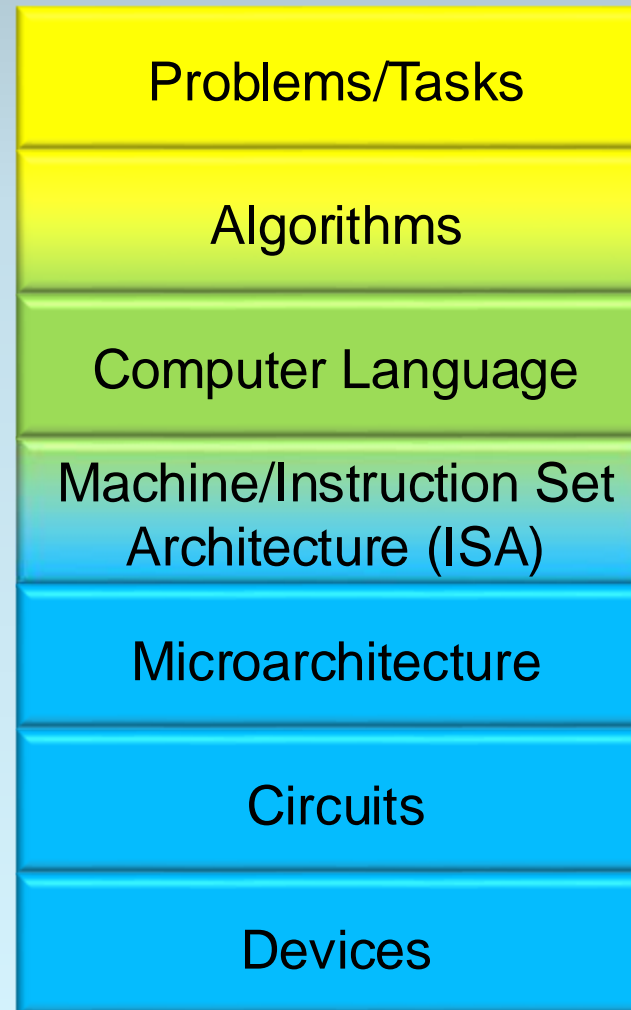 Problems/Tasks
Algorithms
Computer Language
Machine/Instruction Set
Architecture (ISA)
Microarchitecture
Circuits
Devices